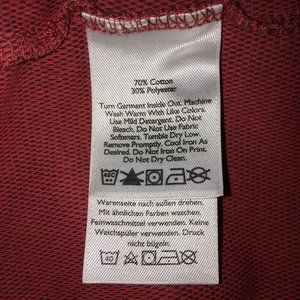 70% Cotton
30% Polyester
Turn Garment Inside Out. Machine
Wash Warm With Like Colors.
Use Mild Detergent. Do Not
Bleach. Do Not Use Fabric
Softeners. Tumble Dry Low.
Remove Promptly. Cool Iron As
Desired. Do Not Iron On Print.
Do Not Dry Clean.
40
Warenseite nach außen drehen.
Mit ähnlichen Farben waschen.
Feinwaschmittel verwenden. Keine
Weichspüler verwenden. Druck
nicht bügeln.
40